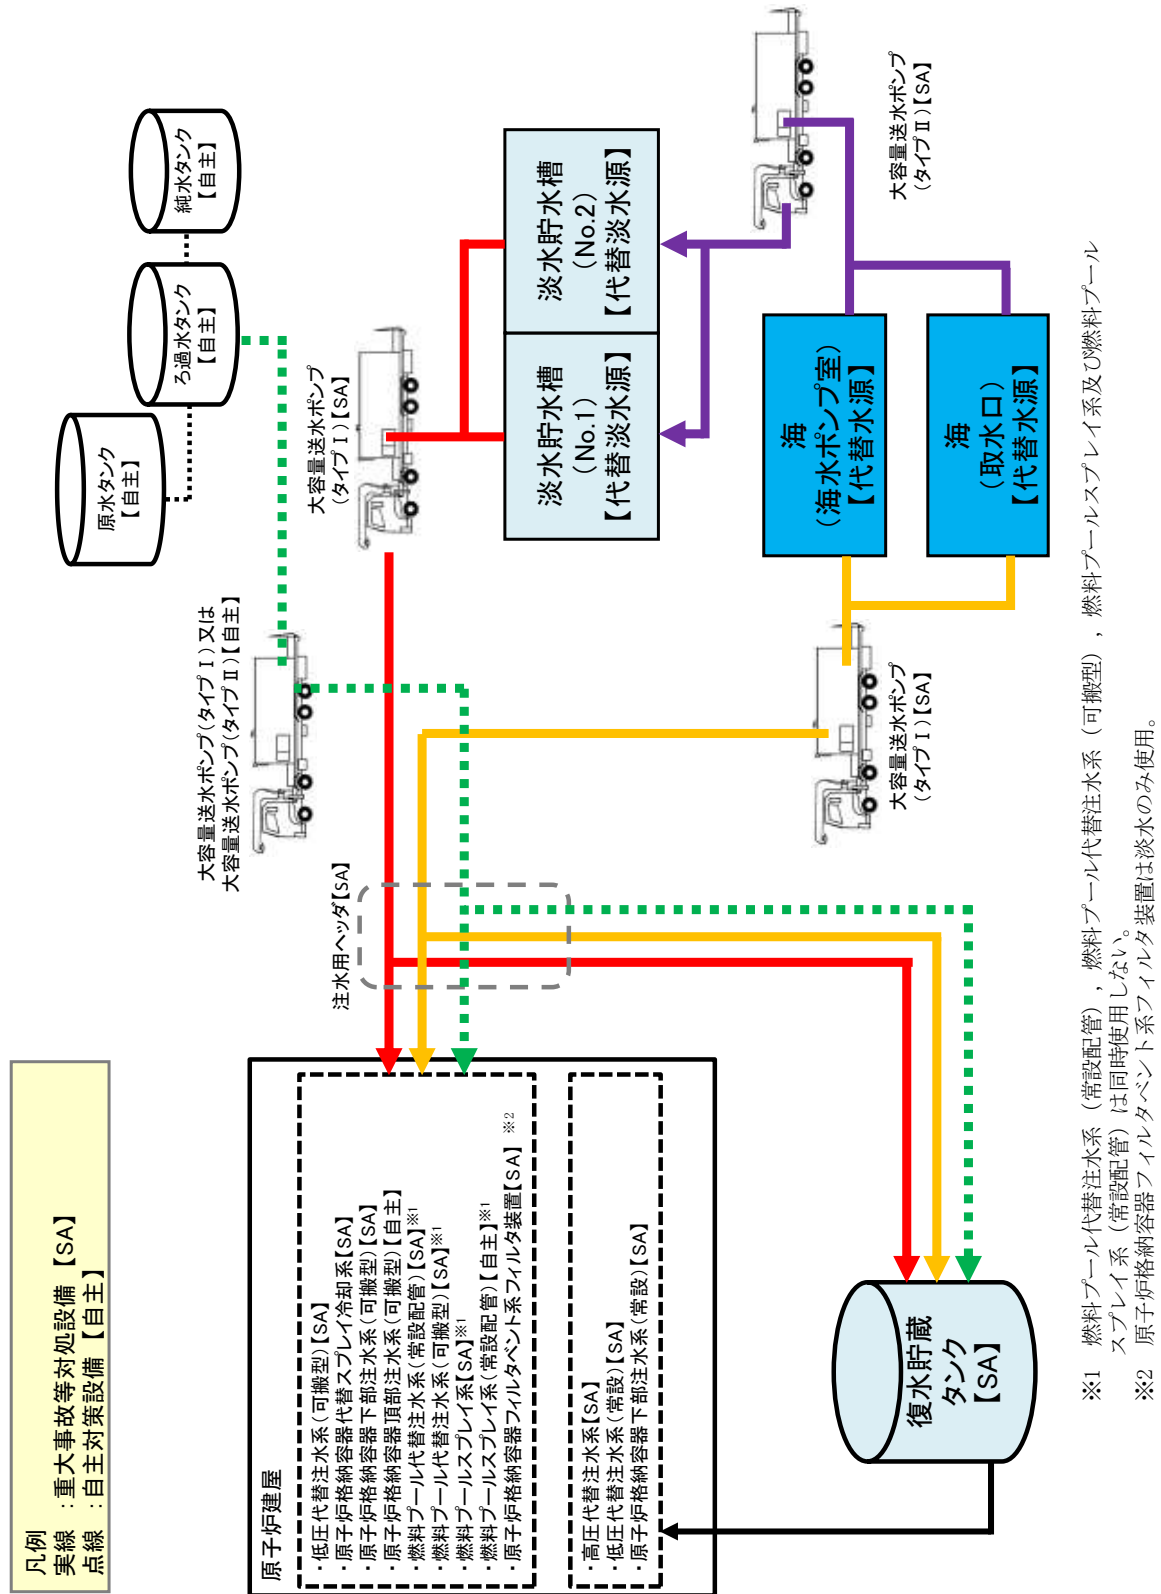 凡例
実線 :重大事故等対処設備【SA】
点線 :自主対策設備【自主】
原子炉建屋
・低圧代替注水系(可搬型)【SA】
・原子炉格納容器代替スプレイ冷却系【SA】
・原子炉格納容器下部注水系(可搬型)【SA】
・原子炉格納容器頂部注水系(可搬型)【自主】
・燃料プール代替注水系(常設配管)【SA】※1
・燃料プール代替注水系(可搬型)【SA】※1
・燃料プールスプレイ系【SA】※1
・燃料プールスプレイ系(常設配管)【自主】※1
・原子炉格納容器フィルタベント系フィルタ装置【SA】※2
・高圧代替注水系【SA】
・低圧代替注水系(常設)【SA】
・原子炉格納容器下部注水系(常設)【SA】
復水貯蔵
タンク
【SA】
注水用ヘッダ【SA】
大容量送水ポンプ(タイプⅠ)又は
大容量送水ポンプ(タイプⅡ)【自主】
原水タンク
【自主】
ろ過水タンク
【自主】
純水タンク
【自主】
大容量送水ポンプ
(タイプⅠ)【SA】
淡水貯水槽
(No.1)
【代替淡水源】
淡水貯水槽
(No.2)
【代替淡水源】
大容量送水ポンプ
(タイプⅠ)【SA】
海
(海水ポンプ室)
【代替水源】
海
(取水口)
【代替水源】
大容量送水ポンプ
(タイプⅡ)【SA】
※1 燃料プール代替注水系(常設配管),燃料プール代替注水系(可搬型),燃料プールスプレイ系及び燃料プール
スプレイ系(常設配管)は同時使用しない。
※2 原子炉格納容器フィルタベント系フィルタ装置は淡水のみ使用。